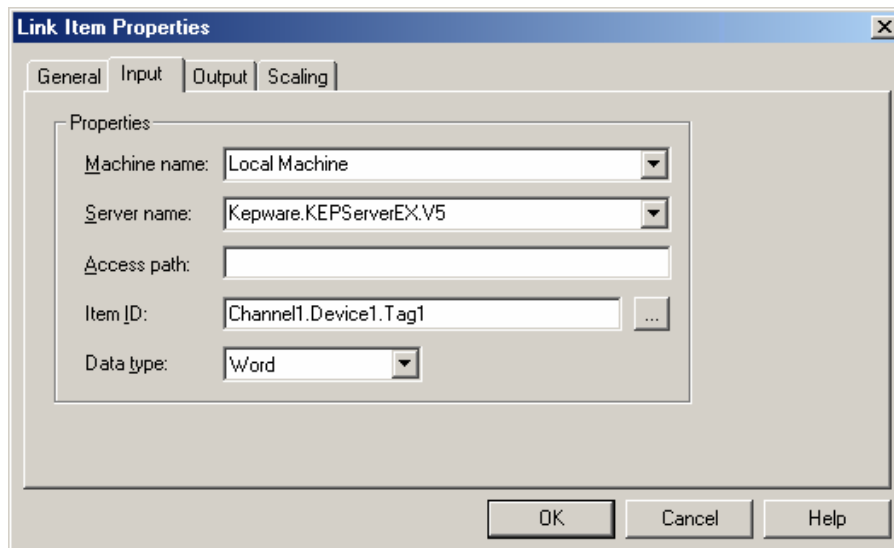 Link Item Properties
General Input Output Scaling
Properties
Machine name: Local Machine
Server name: Kepware.KEPServerEX.V5
Access path:
Item ID: Channel1.Device1.Tag1 ...
Data type: Word
OK Cancel Help